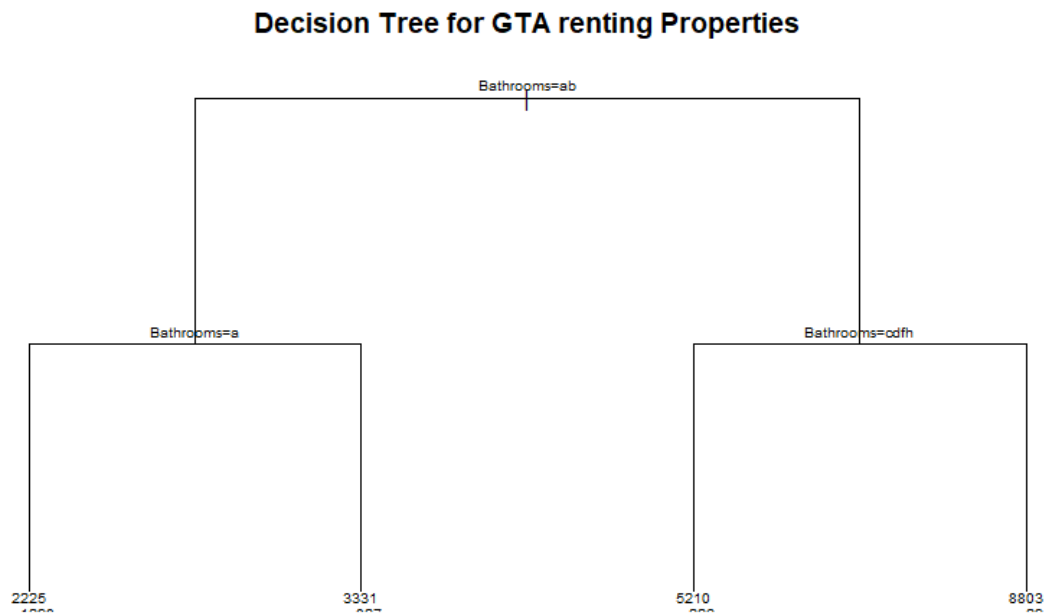 Decision Tree for GTA renting Properties
Bathrooms=ab
Bathrooms=a
Bathrooms=cdfh
2225
3331
5210
8803